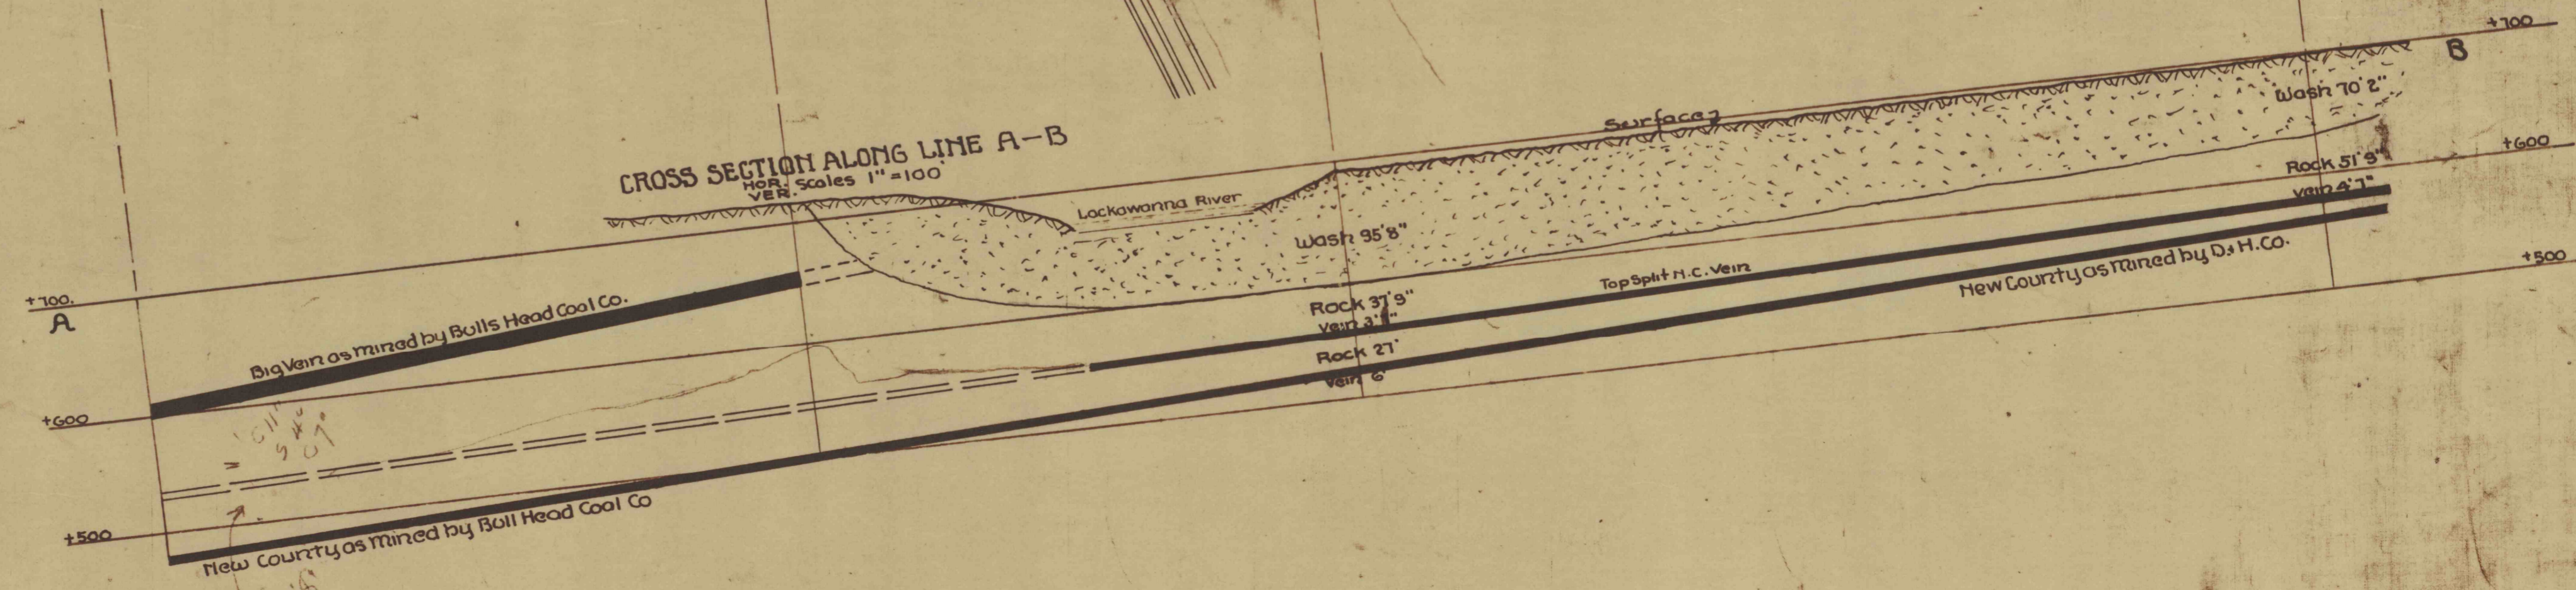 CROSS SECTION ALONG LINE A-B
HOR. VER. Scales 1"=100'
+700.
A
+600
+500
Big Vein as mined by Bulls Head Coal Co.
New County as mined by Bull Head Coal Co
Lackawanna River
Surface
Wash 95'8"
Rock 37'9"
Rock 27'
Vein 6'
Top Split N.C. Vein
New County as mined by D.&H.Co.
Wash 70'2"
Rock 51'9"
Vein 4'7"
+700
B
+600
+500